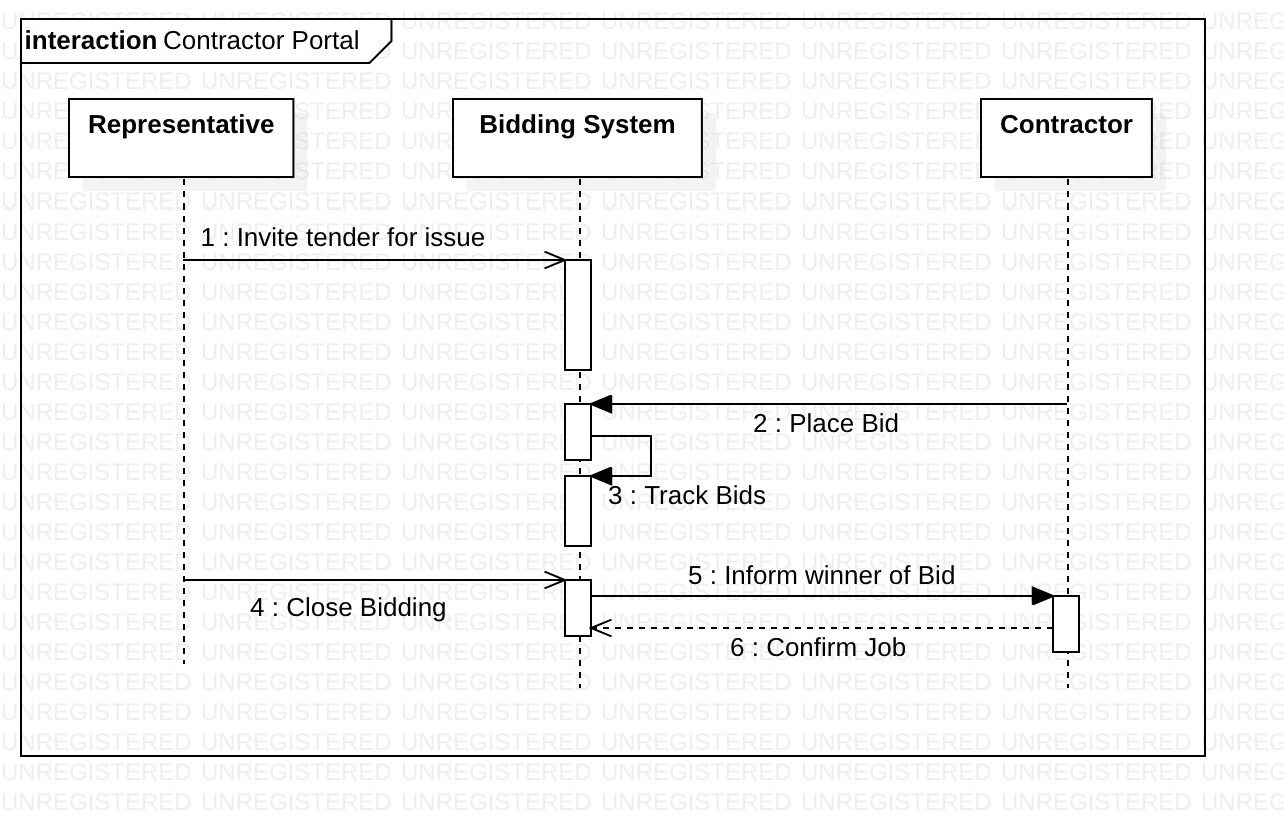 interaction Contractor Portal
Representative
Bidding System
Contractor
1 : Invite tender for issue
2 : Place Bid
3 : Track Bids
5 : Inform winner of Bid
4 : Close Bidding
6 : Confirm Job
UNREGISTERED